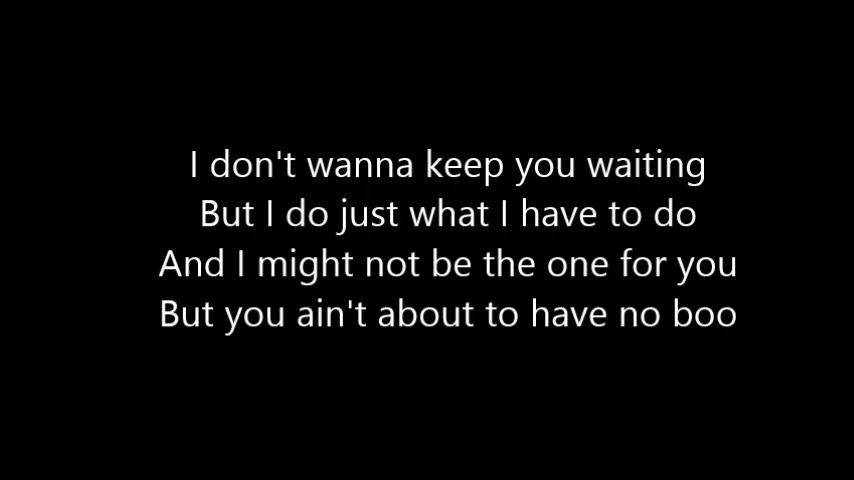 I don't wanna keep you waiting
But I do just what I have to do
And I might not be the one for you
But you ain't about to have no boo